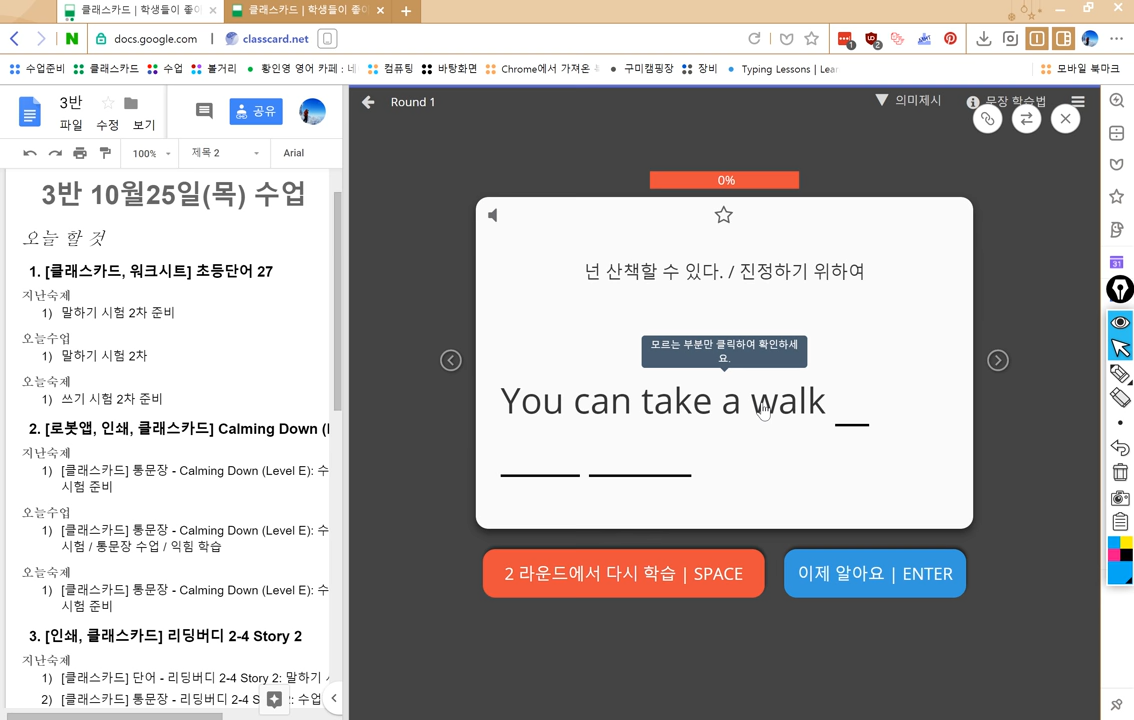 클래스카드 | 학생들이 좋아
클래스카드 | 학생들이 좋아
docs.google.com | classcard.net
수업준비 클래스카드 수업 볼거리 황인영 영어 카페 : 네 컴퓨팅 바탕화면 Chrome에서 가져온 구미캠핑장 장비 Typing Lessons | Lear 모바일 북마크
3반
파일 수정 보기
공유
100% 제목 2 Arial
3반 10월25일(목) 수업
오늘 할 것
1. [클래스카드, 워크시트] 초등단어 27
지난숙제
1) 말하기 시험 2차 준비
오늘수업
1) 말하기 시험 2차
오늘숙제
1) 쓰기 시험 2차 준비
2. [로봇앱, 인쇄, 클래스카드] Calming Down (
지난숙제
1) [클래스카드] 통문장 - Calming Down (Level E): 수
시험 준비
오늘수업
1) [클래스카드] 통문장 - Calming Down (Level E): 수
시험 / 통문장 수업 / 익힘 학습
오늘숙제
1) [클래스카드] 통문장 - Calming Down (Level E): 수
시험 준비
3. [인쇄, 클래스카드] 리딩버디 2-4 Story 2
지난숙제
1) [클래스카드] 단어 - 리딩버디 2-4 Story 2: 말하기
2) [클래스카드] 통문장 - 리딩버디 2-4 S 2: 수업
Round 1
의미제시
문장 학습법
0%
넌 산책할 수 있다. / 진정하기 위하여
모르는 부분만 클릭하여 확인하세
요.
You can take a walk
2 라운드에서 다시 학습 | SPACE
이제 알아요 | ENTER
31